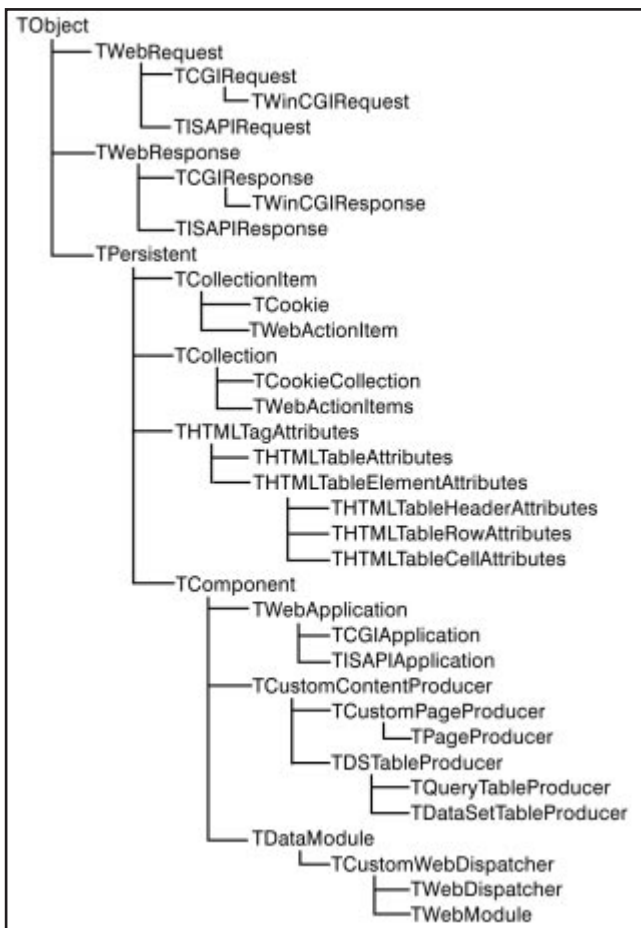 TObject
TWebRequest
TCGIRequest
TWinCGIRequest
TISAPIRequest
TWebResponse
TCGIResponse
TWinCGIResponse
TISAPIResponse
TPersistent
TCollectionItem
TCookie
TWebActionItem
TCollection
TCookieCollection
TWebActionItems
THTMLTagAttributes
THTMLTableAttributes
THTMLTableElementAttributes
THTMLTableHeaderAttributes
THTMLTableRowAttributes
THTMLTableCellAttributes
TComponent
TWebApplication
TCGIApplication
TISAPIApplication
TCustomContentProducer
TCustomPageProducer
TPageProducer
TDSTableProducer
TQueryTableProducer
TDataSetTableProducer
TDataModule
TCustomWebDispatcher
TWebDispatcher
TWebModule